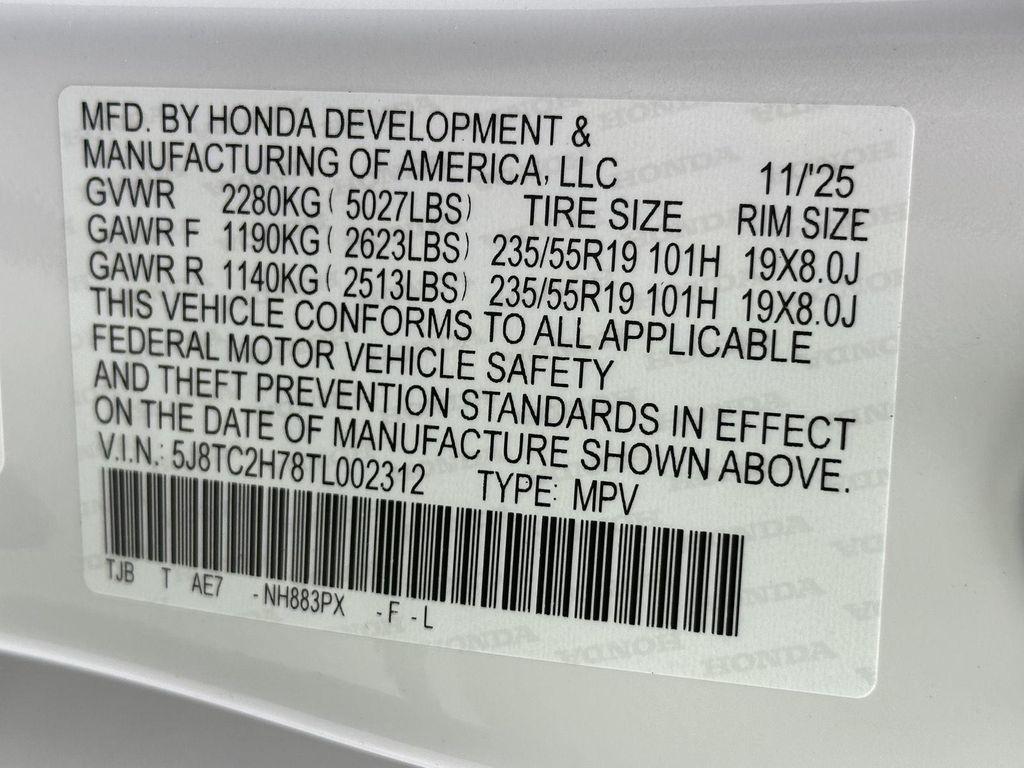 MFD. BY HONDA DEVELOPMENT &
MANUFACTURING OF AMERICA, LLC 11/'25
GVWR 2280KG( 5027LBS) TIRE SIZE RIM SIZE
GAWR F 1190KG( 2623LBS) 235/55R19 101H 19X8.0J
GAWR R 1140KG( 2513LBS) 235/55R19 101H 19X8.0J
THIS VEHICLE CONFORMS TO ALL APPLICABLE
FEDERAL MOTOR VEHICLE SAFETY
AND THEFT PREVENTION STANDARDS IN EFFECT
ON THE DATE OF MANUFACTURE SHOWN ABOVE.
V.I.N.: 5J8TC2H78TL002312 TYPE: MPV
TJB T AE7 -NH883PX -F-L
HONDA